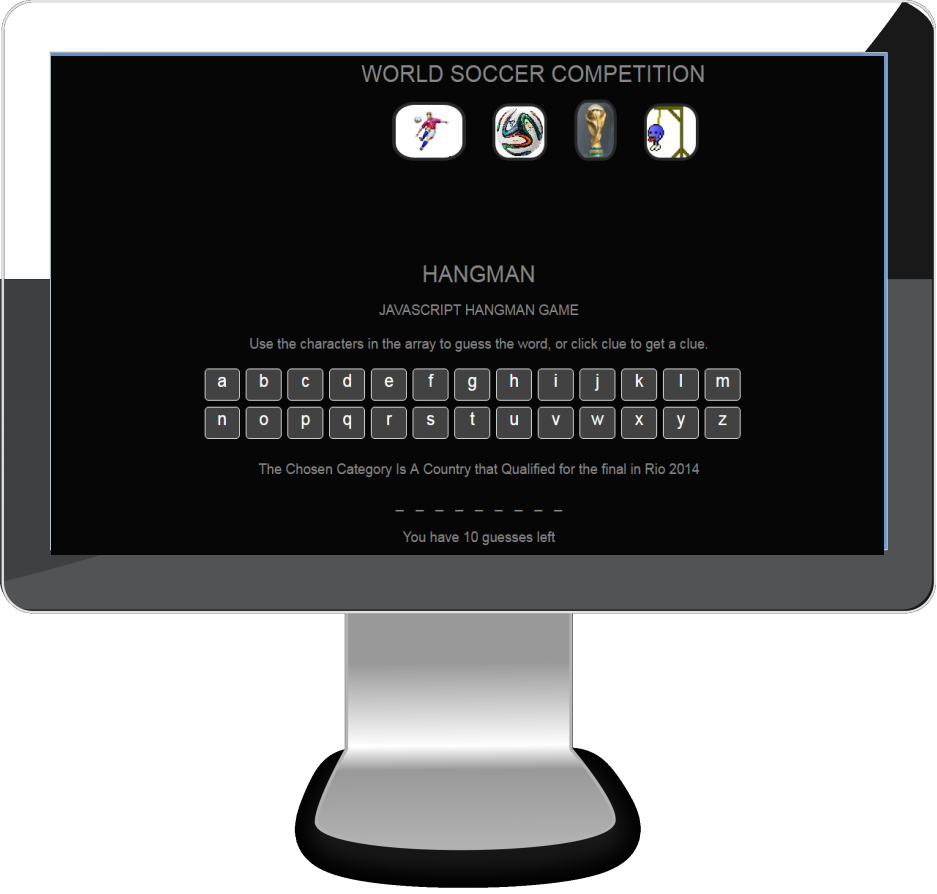 WORLD SOCCER COMPETITION
HANGMAN
JAVASCRIPT HANGMAN GAME
Use the characters in the array to guess the word, or click clue to get a clue.
a b c d e f g h i j k l m
n o p q r s t u v w x y z
The Chosen Category Is A Country that Qualified for the final in Rio 2014
_ _ _ _ _ _ _ _ _
You have 10 guesses left